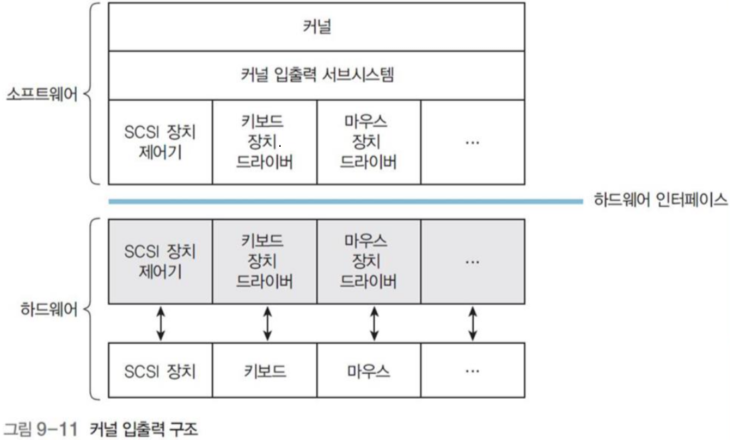 커널
커널 입출력 서브시스템
소프트웨어
SCSI 장치
제어기
키보드
장치.
드라이버
마우스
장치
드라이버
...
하드웨어 인터페이스
SCSI 장치
제어기
키보드
장치
드라이버
마우스
장치
드라이버
...
하드웨어
SCSI 장치
키보드
마우스
...
그림 9-11 커널 입출력 구조